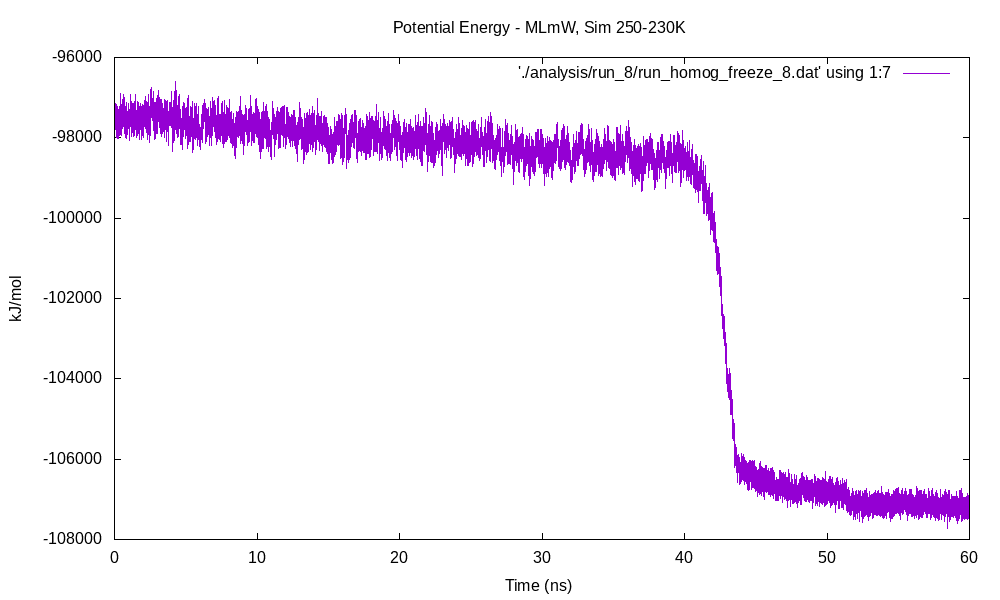 Potential Energy - MLmW, Sim 250-230K
'./analysis/run_8/run_homog_freeze_8.dat' using 1:7
-96000
-98000
-100000
-102000
-104000
-106000
-108000
kJ/mol
0 10 20 30 40 50 60
Time (ns)